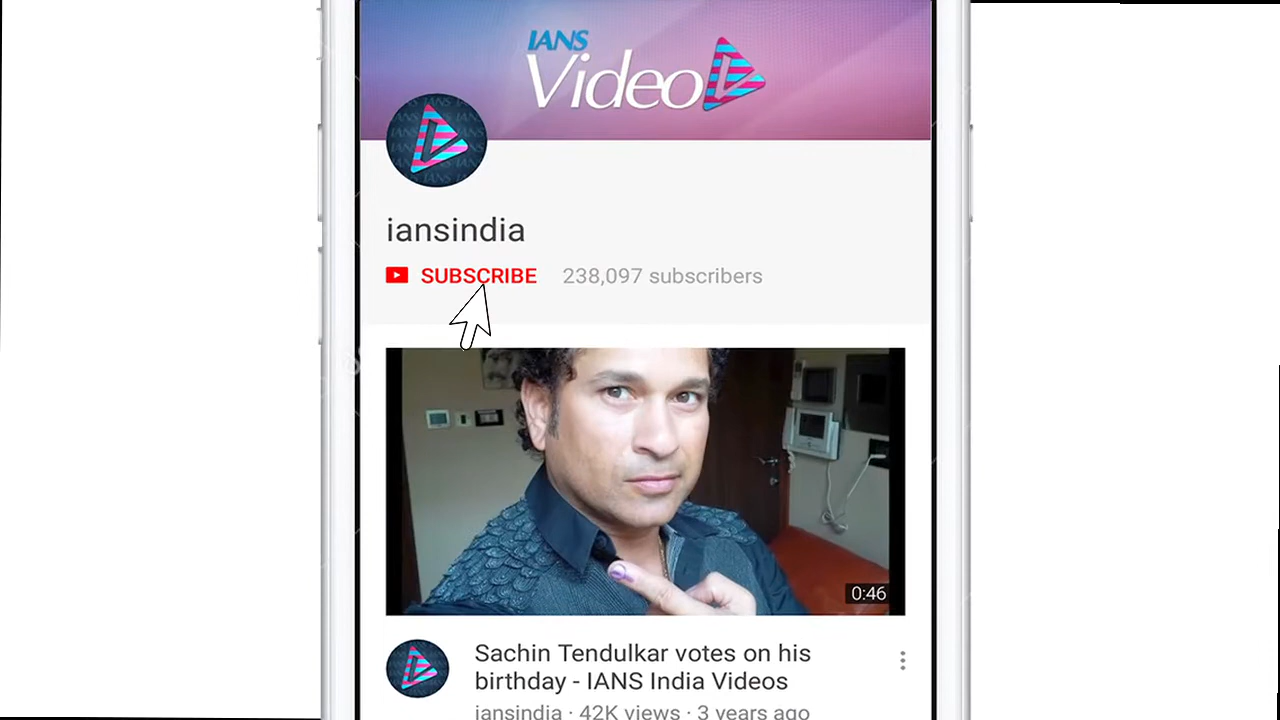 IANS
Video
iansindia
SUBSCRIBE 238,097 subscribers
0:46
Sachin Tendulkar votes on his
birthday - IANS India Videos
iansindia · 42K views · 3 years ago